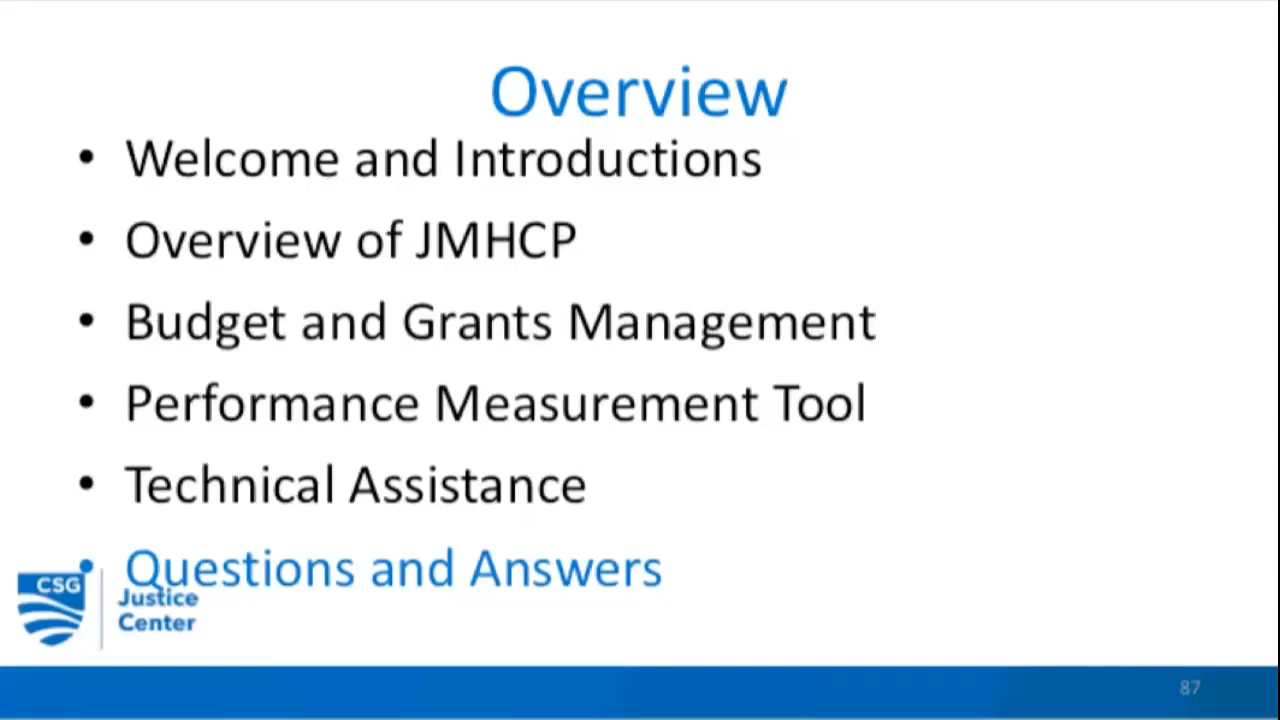 Overview
• Welcome and Introductions
• Overview of JMHCP
• Budget and Grants Management
• Performance Measurement Tool
• Technical Assistance
• Questions and Answers
CSG
Justice
Center
87